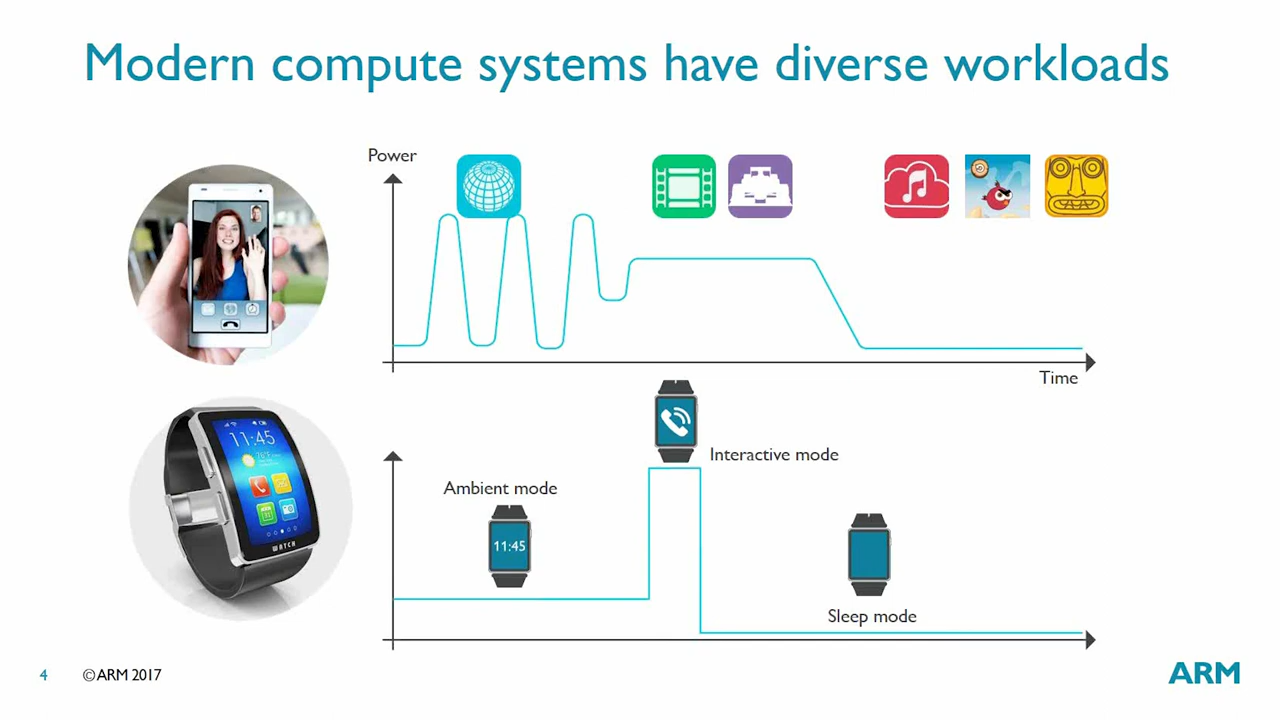 Modern compute systems have diverse workloads
Power
Time
11:45
WATCH
Interactive mode
Ambient mode
11:45
Sleep mode
4
©ARM 2017
ARM